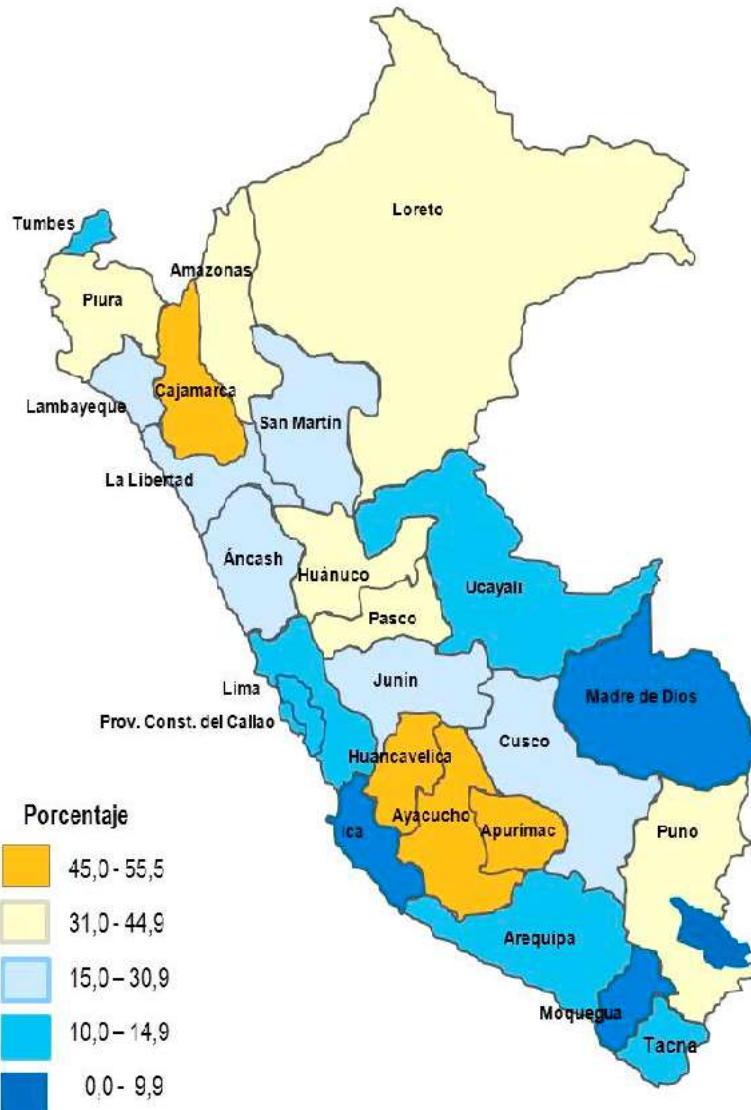 Loreto
Tumbes
Amazonas
Piura
Cajamarca
Lambayeque
San Martín
La Libertad
Áncash
Huánuco
Ucayali
Pasco
Junín
Lima
Madre de Dios
Prov. Const. del Callao
Cusco
Huancavelica
Ayacucho
Apurímac
Ica
Puno
Arequipa
Moquegua
Tacna
Porcentaje
45,0 - 55,5
31,0 - 44,9
15,0 – 30,9
10,0 – 14,9
0,0 - 9,9